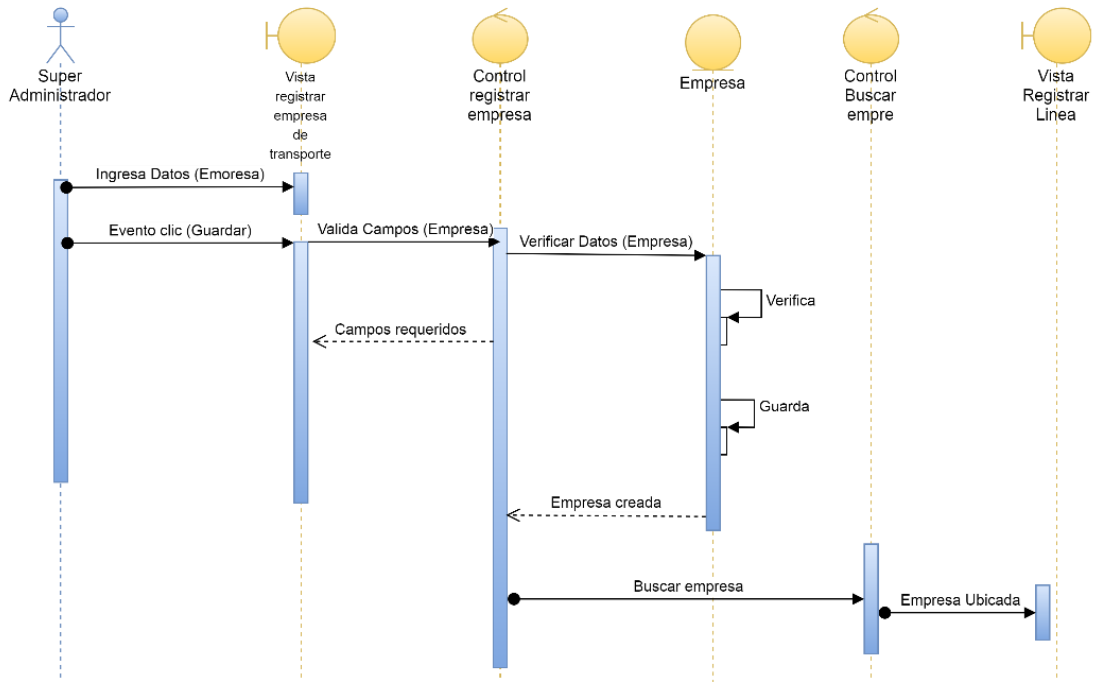 Super
Administrador
Vista
registrar
empresa
de
transporte
Control
registrar
empresa
Empresa
Control
Buscar
empre
Vista
Registrar
Linea
Ingresa Datos (Emoresa)
Evento clic (Guardar)
Valida Campos (Empresa)
Verificar Datos (Empresa)
Verifica
Campos requeridos
Guarda
Empresa creada
Buscar empresa
Empresa Ubicada